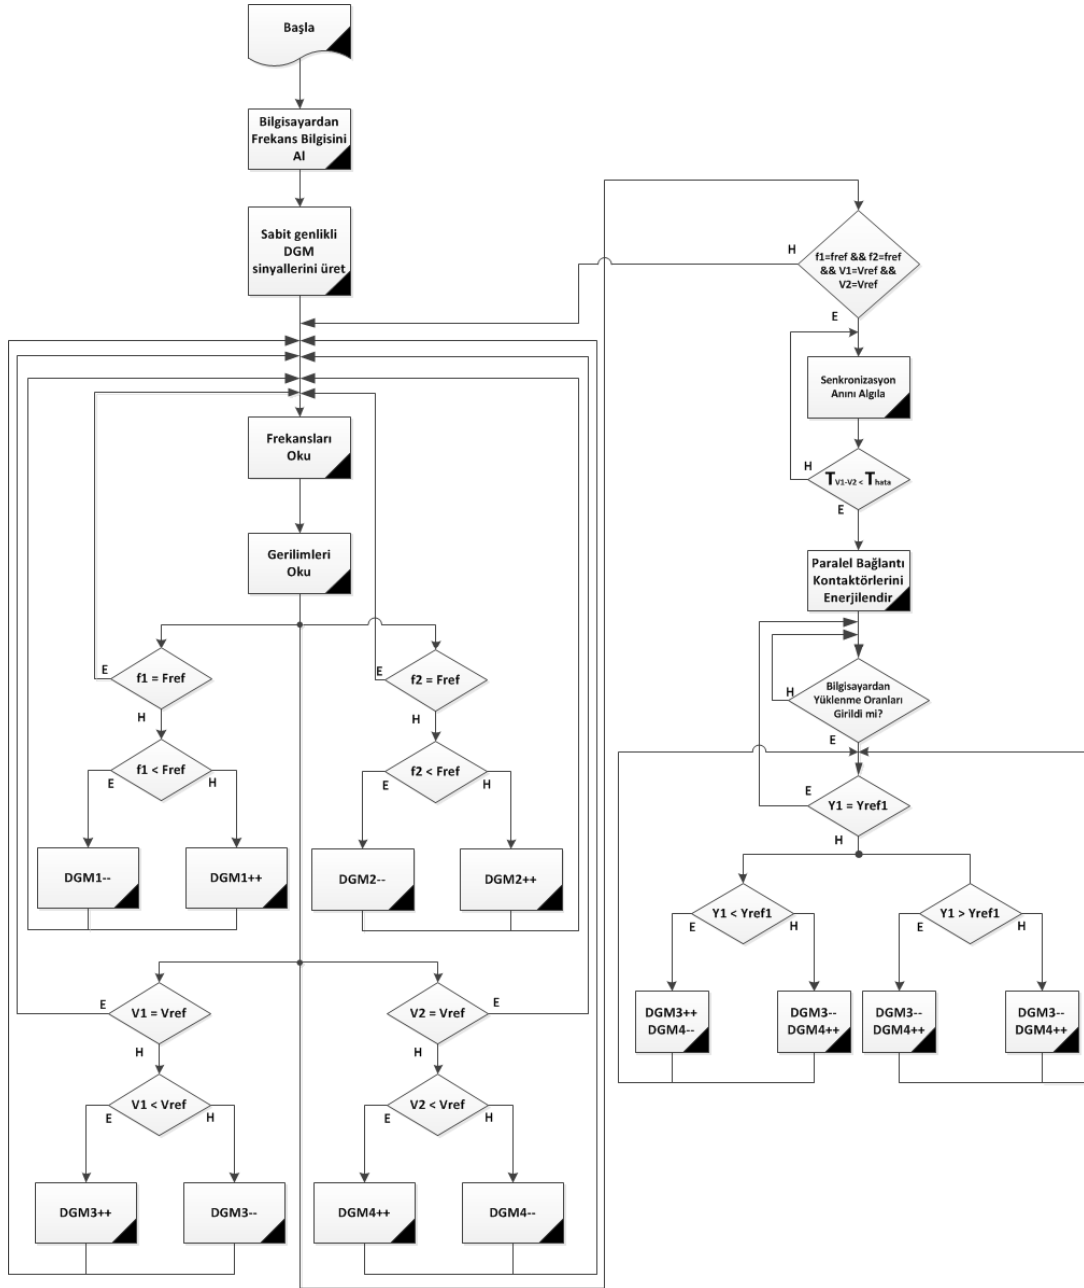 Başla
Bilgisayardan
Frekans Bilgisini
Al
Sabit genlikli
DGM
sinyallerini üret
Frekansları
Oku
Gerilimleri
Oku
f1 = Fref
E
H
f1 < Fref
E
H
DGM1--
DGM1++
f2 = Fref
E
H
f2 < Fref
E
H
DGM2--
DGM2++
V1 = Vref
E
H
V1 < Vref
E
H
DGM3++
DGM3--
V2 = Vref
E
H
V2 < Vref
E
H
DGM4++
DGM4--
H
f1=fref && f2=fref
&& V1=Vref &&
V2=Vref
E
Senkronizasyon
Anını Algıla
H
TV1-V2 < Thata
E
Paralel Bağlantı
Kontaktörlerini
Enerjilendir
H
Bilgisayardan
Yüklenme Oranları
Girildi mi?
E
E
Y1 = Yref1
H
Y1 < Yref1
E
H
DGM3++
DGM4--
DGM3--
DGM4++
Y1 > Yref1
E
H
DGM3--
DGM4++
DGM3--
DGM4++